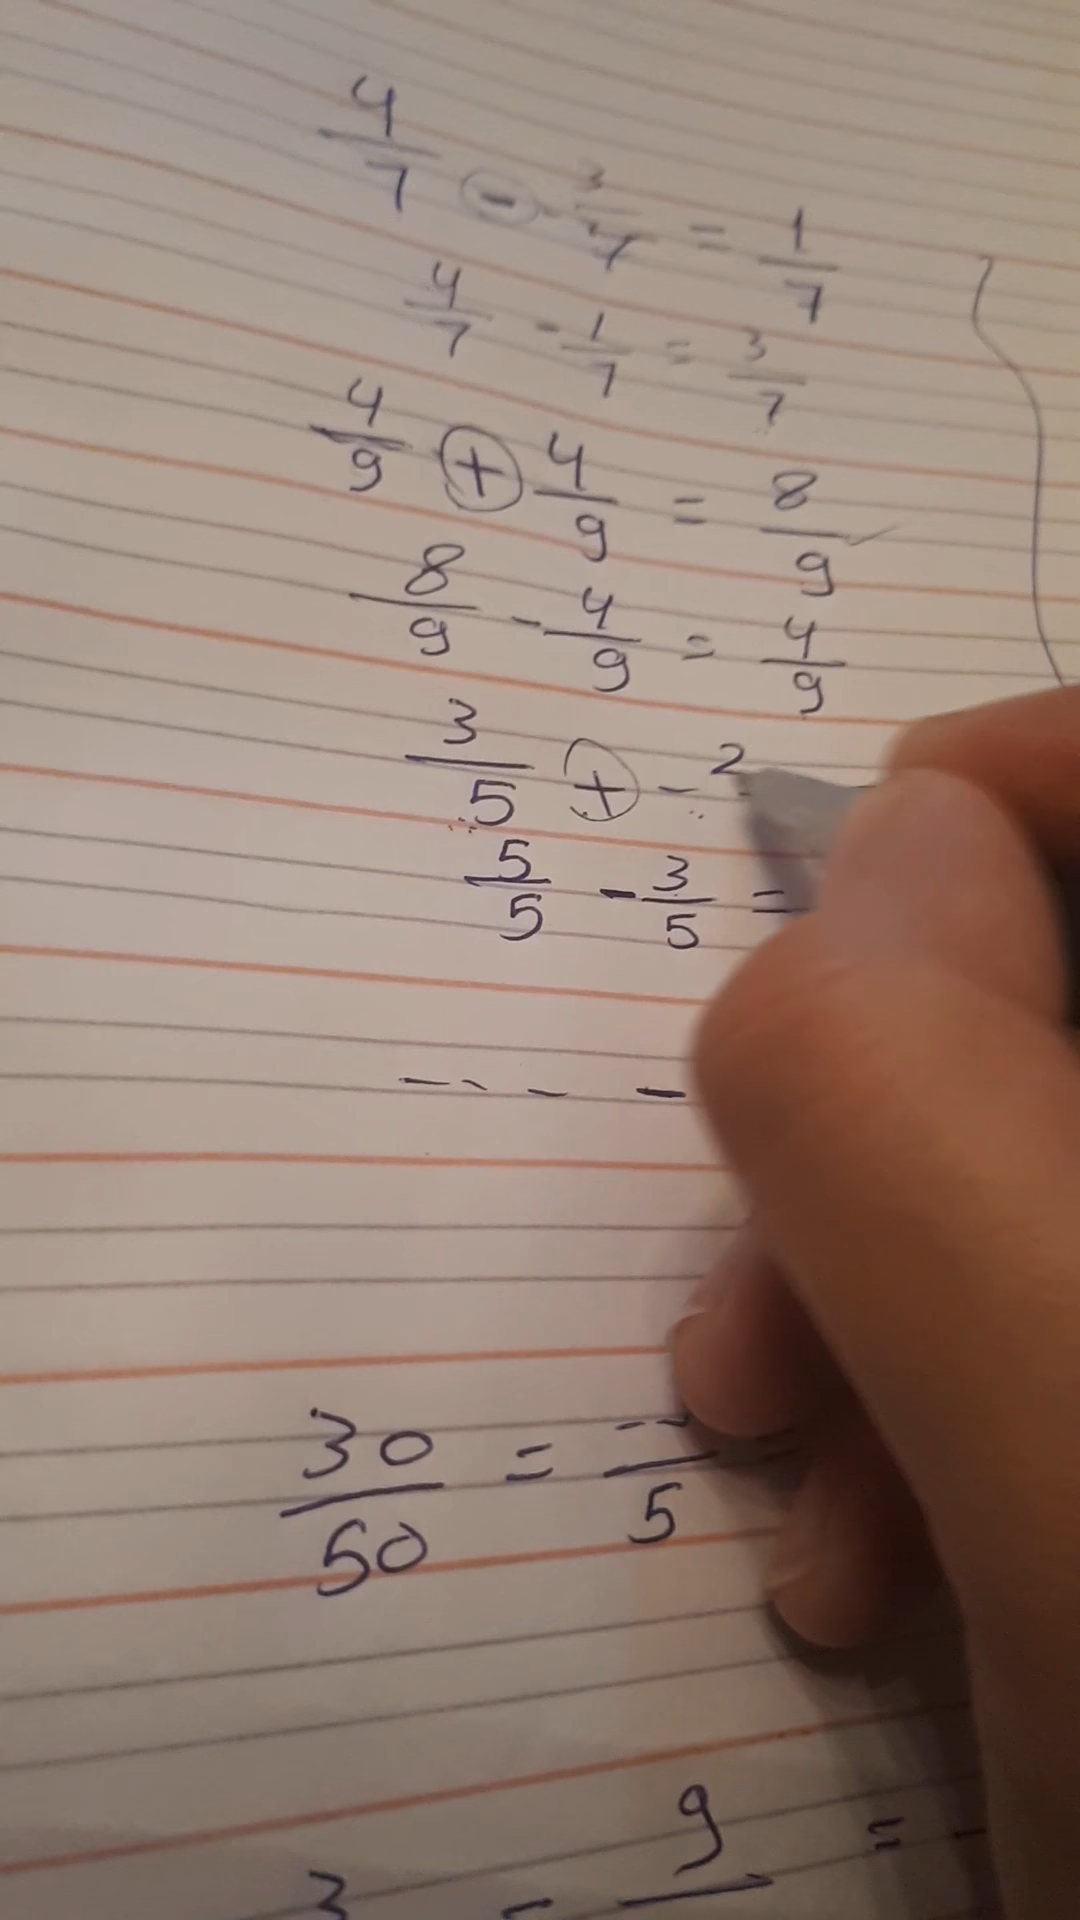 4/7 - 3/7 = 1/7
4/7 - 1/7 = 3/7
4/9 + 4/9 = 8/9
8/9 - 4/9 = 4/9
3/5 + 2
5/5 - 3/5 =
30/50 = --/5
3 - 9 =